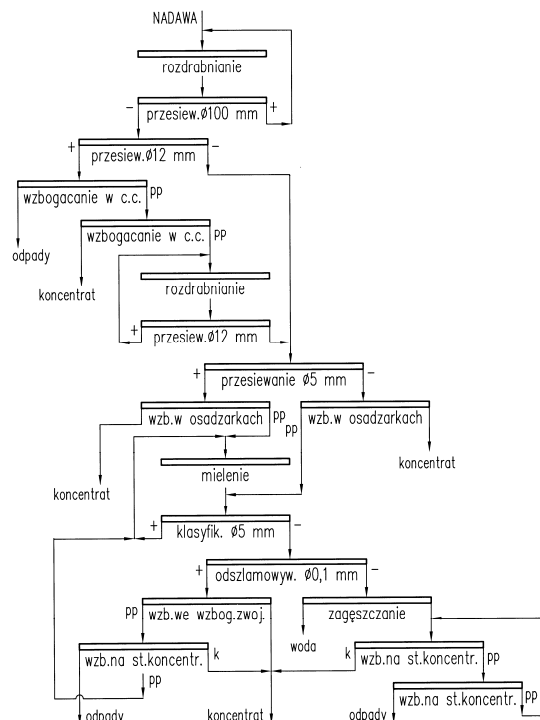 NADAWA
rozdrabnianie
- przesiew.ø100 mm +
+ przesiew.ø12 mm -
wzbogacanie w c.c. pp
wzbogacanie w c.c. pp
odpady
koncentrat
rozdrabnianie
+ przesiew.ø12 mm -
+ przesiewanie ø5 mm -
wzb.w osadzarkach pp
pp wzb.w osadzarkach
koncentrat
mielenie
koncentrat
+ klasyfik. ø5 mm -
+ odszlamowyw. ø0,1 mm -
pp wzb.we wzbog.zwoj.
zagęszczanie
woda
wzb.na st.koncentr. k
k wzb.na st.koncentr. pp
pp
wzb.na st.koncentr. pp
odpady
koncentrat
odpady